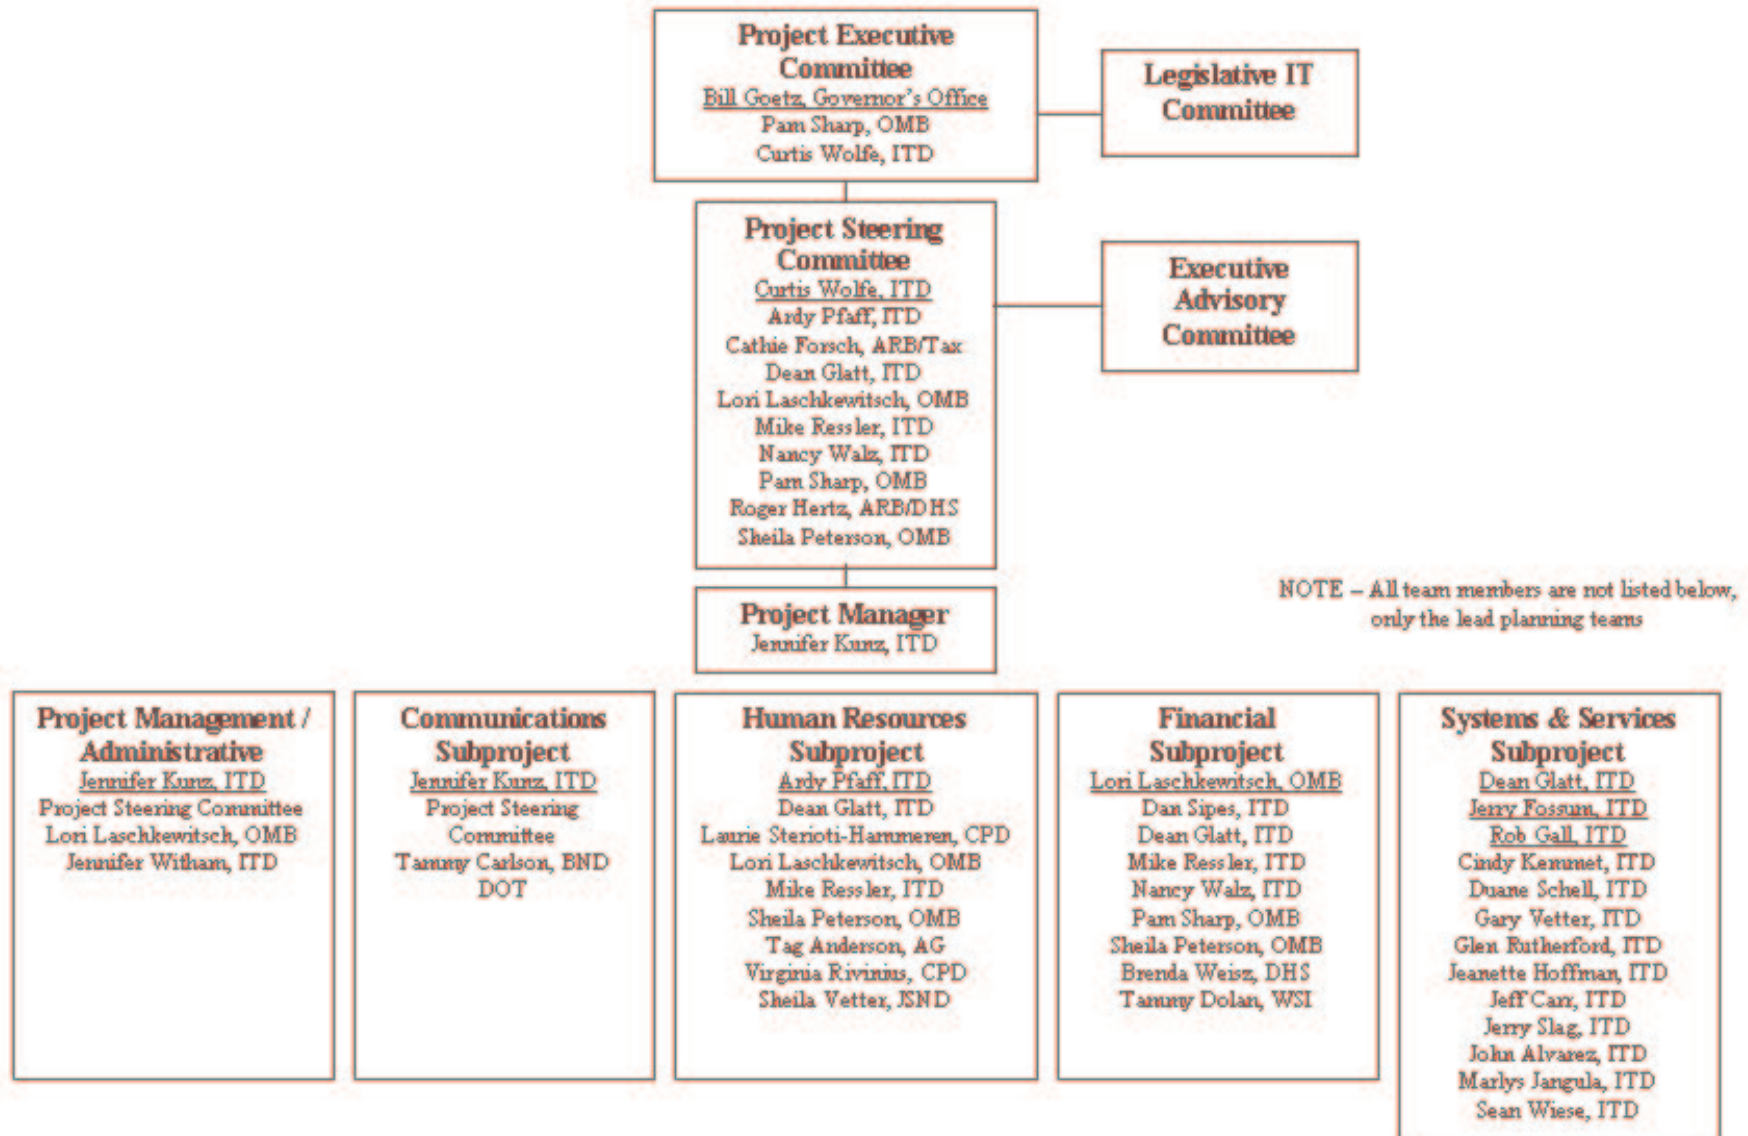 Project Executive
Committee
Bill Goetz, Governor's Office
Pam Sharp, OMB
Curtis Wolfe, ITD
Legislative IT
Committee
Project Steering
Committee
Curtis Wolfe, ITD
Ardy Pfaff, ITD
Cathie Forsch, ARB/Tax
Dean Glatt, ITD
Lori Laschkewitsch, OMB
Mike Ressler, ITD
Nancy Walz, ITD
Pam Sharp, OMB
Roger Hertz, ARB/DHS
Sheila Peterson, OMB
Executive
Advisory
Committee
Project Manager
Jennifer Kunz, ITD
NOTE – All team members are not listed below,
only the lead planning teams
Project Management /
Administrative
Jennifer Kunz, ITD
Project Steering Committee
Lori Laschkewitsch, OMB
Jennifer Witham, ITD
Communications
Subproject
Jennifer Kunz, ITD
Project Steering
Committee
Tammy Carlson, BND
DOT
Human Resources
Subproject
Ardy Pfaff, ITD
Dean Glatt, ITD
Laurie Sterioti-Hammeren, CPD
Lori Laschkewitsch, OMB
Mike Ressler, ITD
Sheila Peterson, OMB
Tag Anderson, AG
Virginia Rivinius, CPD
Sheila Vetter, JSND
Financial
Subproject
Lori Laschkewitsch, OMB
Dan Sipes, ITD
Dean Glatt, ITD
Mike Ressler, ITD
Nancy Walz, ITD
Pam Sharp, OMB
Sheila Peterson, OMB
Brenda Weisz, DHS
Tammy Dolan, WSI
Systems & Services
Subproject
Dean Glatt, ITD
Jerry Fossum, ITD
Rob Gall, ITD
Cindy Kemmet, ITD
Duane Schell, ITD
Gary Vetter, ITD
Glen Rutherford, ITD
Jeanette Hoffman, ITD
Jeff Carr, ITD
Jerry Slag, ITD
John Alvarez, ITD
Marlys Jangula, ITD
Sean Wiese, ITD